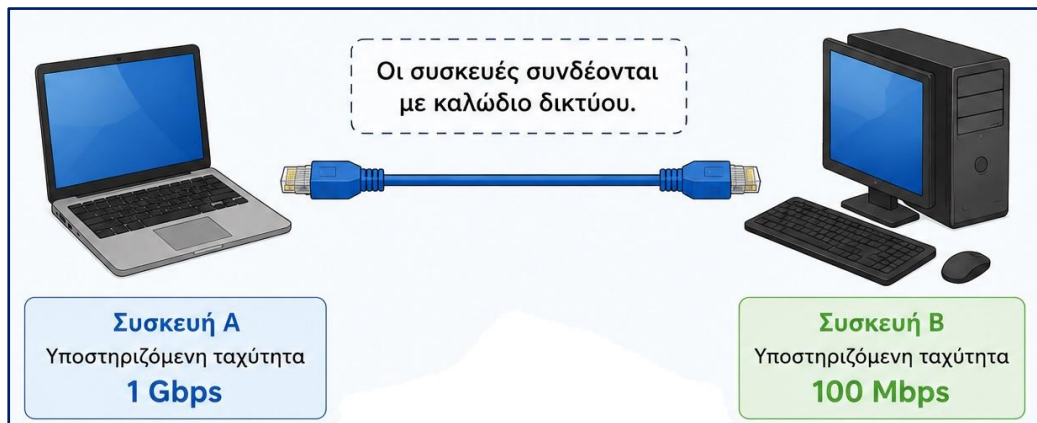 Οι συσκευές συνδέονται
με καλώδιο δικτύου.
Συσκευή Α
Υποστηριζόμενη ταχύτητα
1 Gbps
Συσκευή Β
Υποστηριζόμενη ταχύτητα
100 Mbps